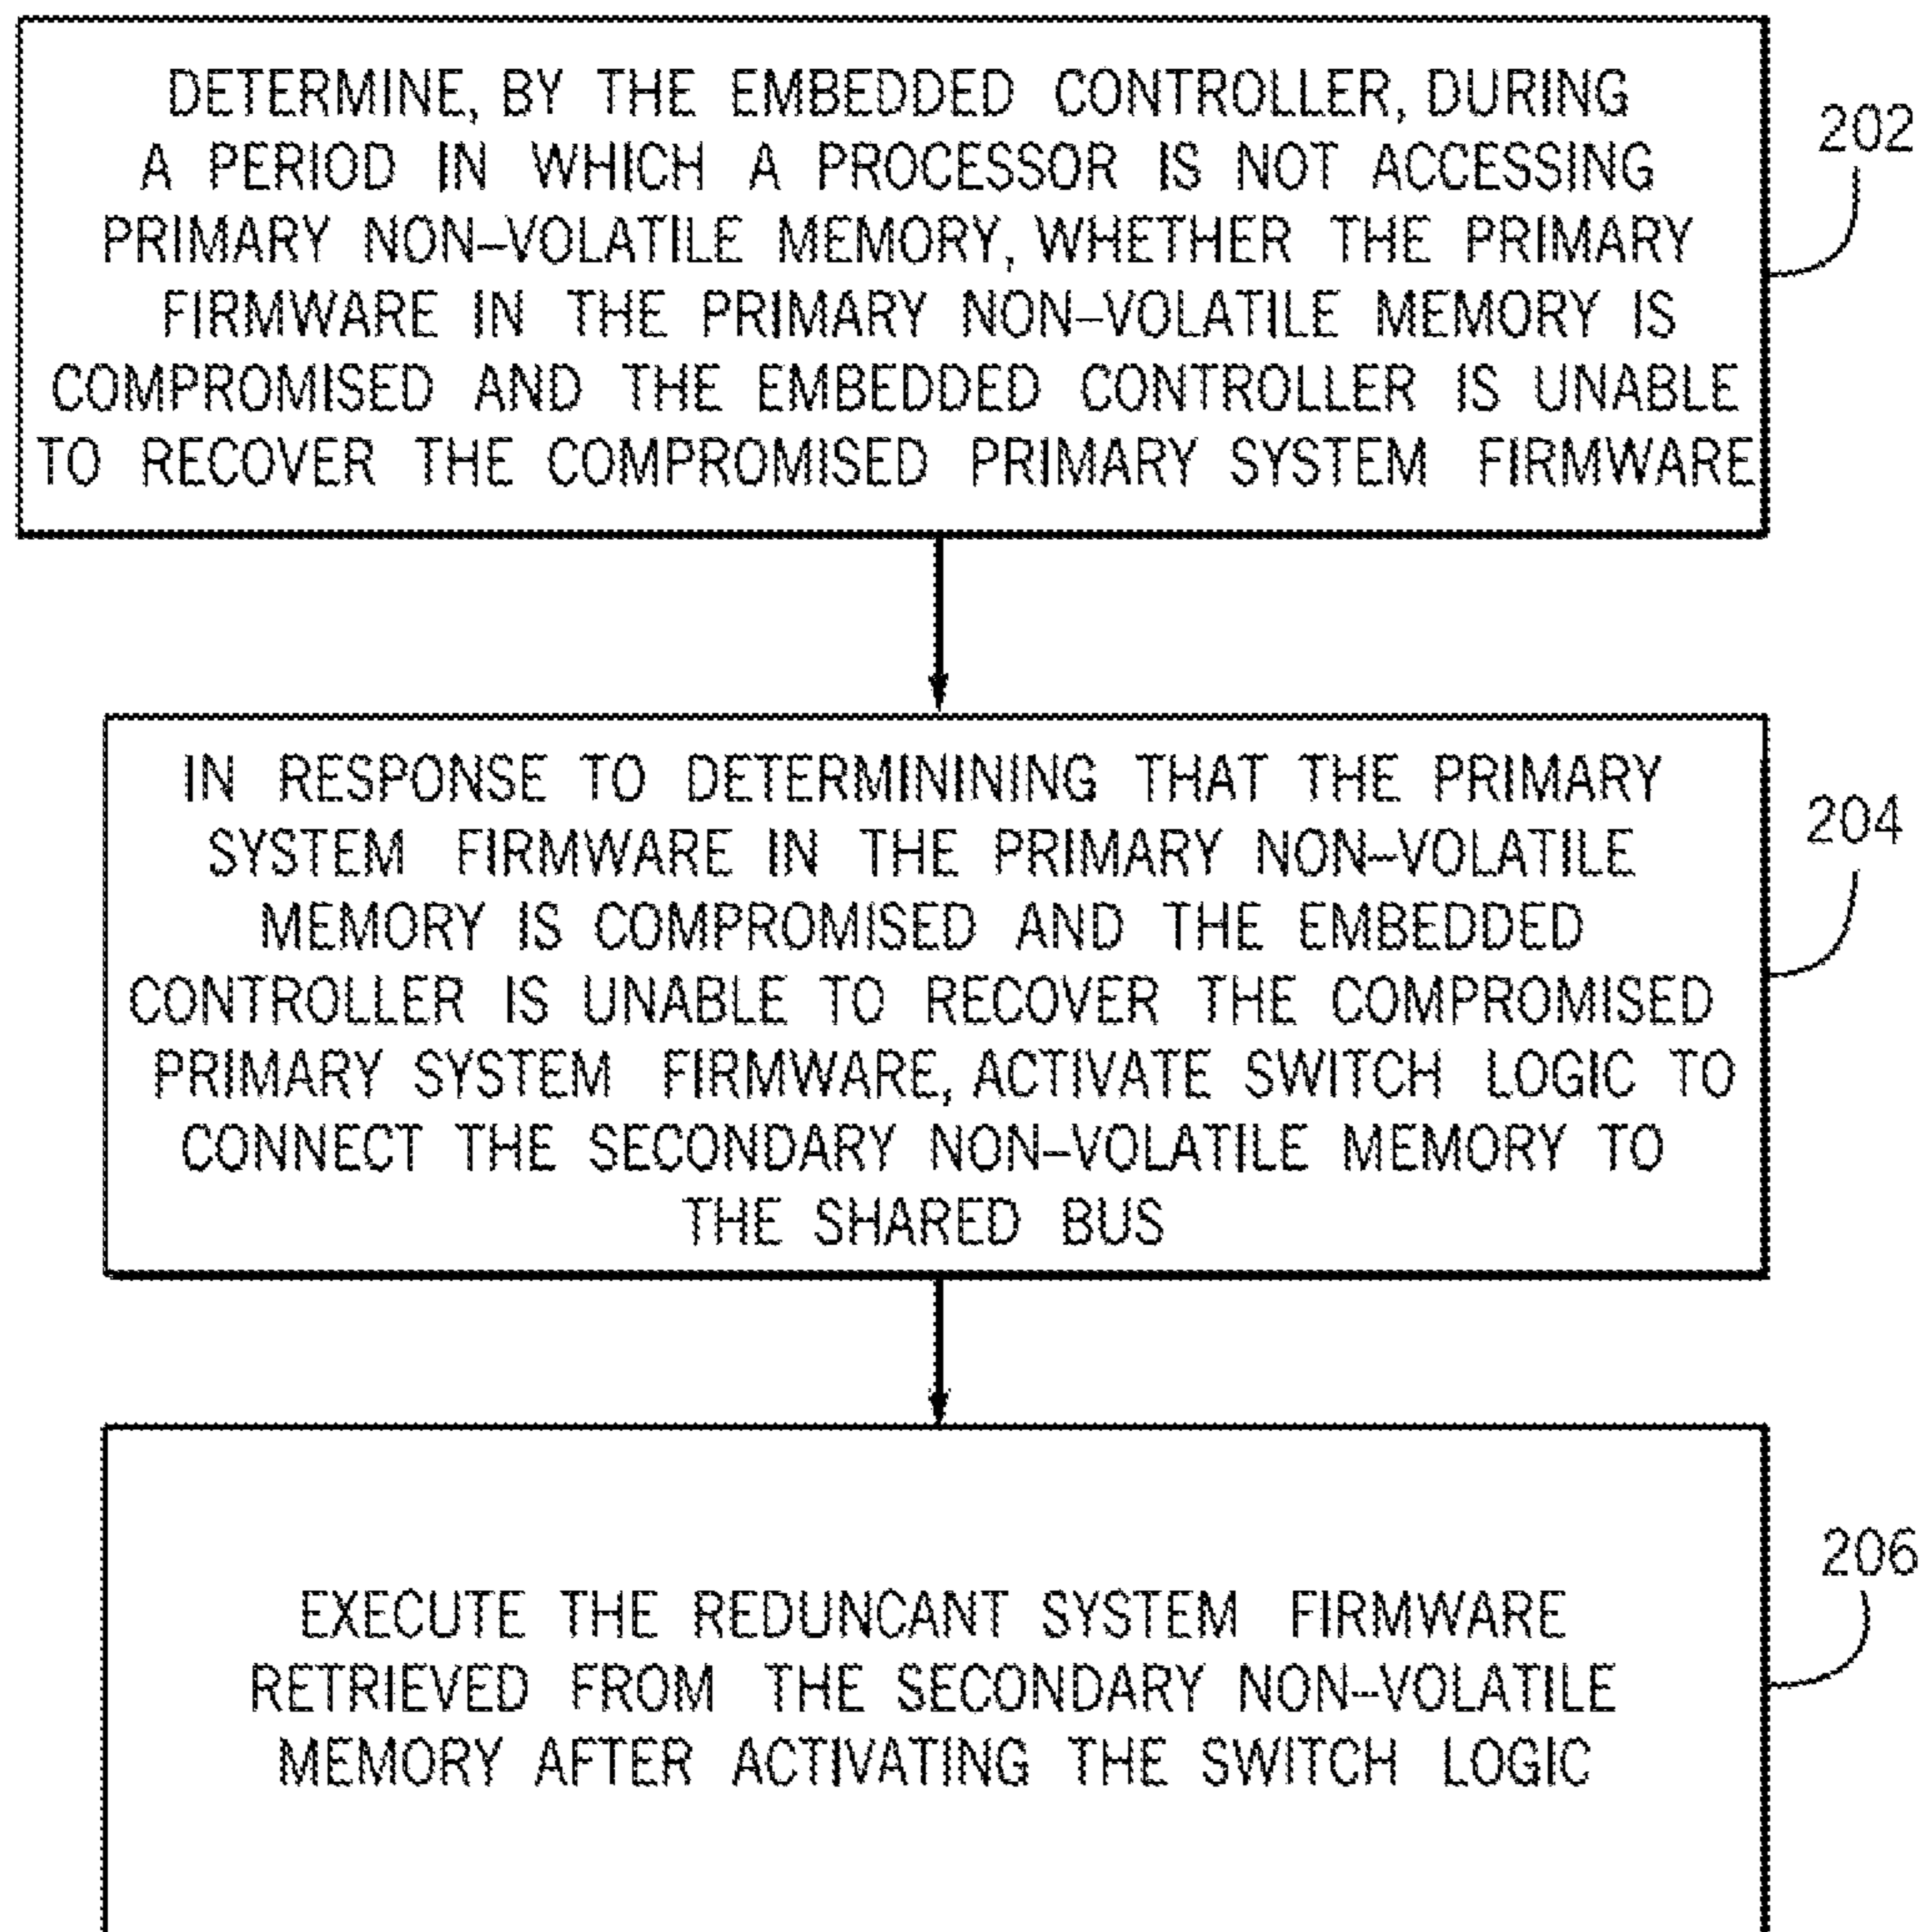 DETERMINE, BY THE EMBEDDED CONTROLLER, DURING
A PERIOD IN WHICH A PROCESSOR IS NOT ACCESSING
PRIMARY NON-VOLATILE MEMORY, WHETHER THE PRIMARY
FIRMWARE IN THE PRIMARY NON-VOLATILE MEMORY IS
COMPROMISED AND THE EMBEDDED CONTROLLER IS UNABLE
TO RECOVER THE COMPROMISED PRIMARY SYSTEM FIRMWARE
202
IN RESPONSE TO DETERMININING THAT THE PRIMARY
SYSTEM FIRMWARE IN THE PRIMARY NON-VOLATILE
MEMORY IS COMPROMISED AND THE EMBEDDED
CONTROLLER IS UNABLE TO RECOVER THE COMPROMISED
PRIMARY SYSTEM FIRMWARE, ACTIVATE SWITCH LOGIC TO
CONNECT THE SECONDARY NON-VOLATILE MEMORY TO
THE SHARED BUS
204
EXECUTE THE REDUNCANT SYSTEM FIRMWARE
RETRIEVED FROM THE SECONDARY NON-VOLATILE
MEMORY AFTER ACTIVATING THE SWITCH LOGIC
206